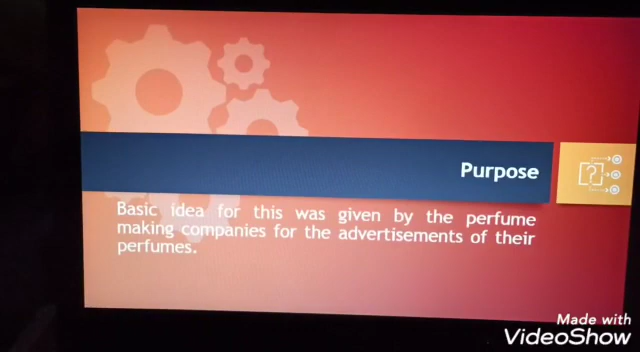 Purpose
Basic idea for this was given by the perfume
making companies for the advertisements of their
perfumes.
Made with
VideoShow